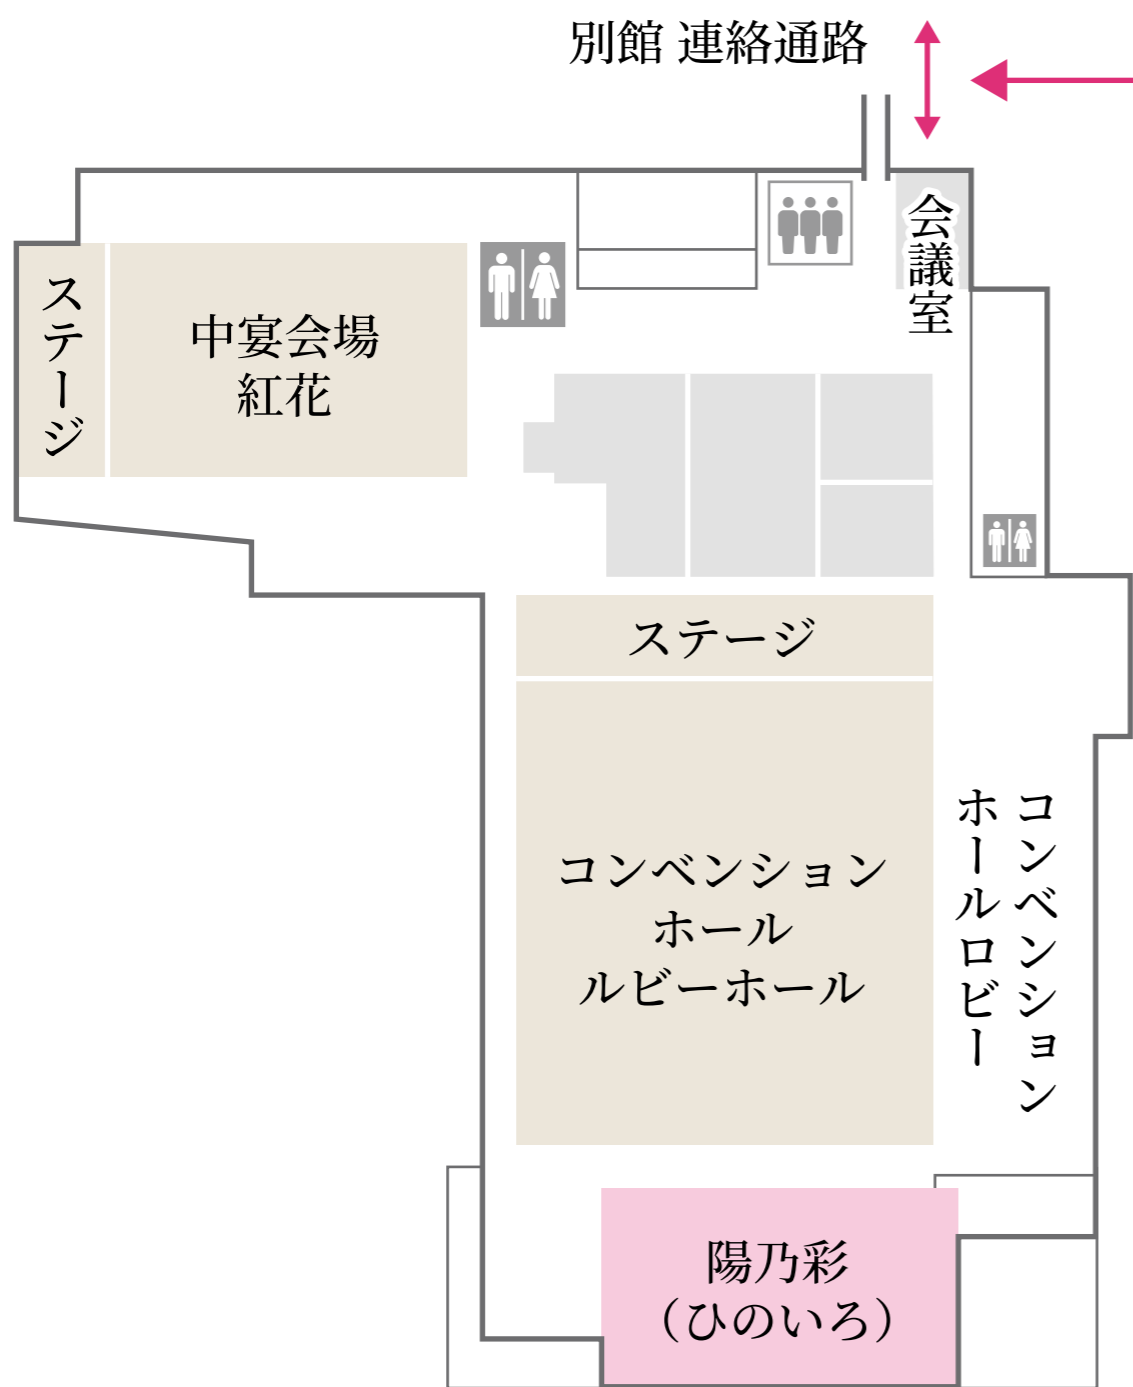 別館 連絡通路
会議室
ステージ
中宴会場
紅花
ステージ
コンベンション
ホール
ルビーホール
コンベンション
ホールロビー
陽乃彩
（ひのいろ）